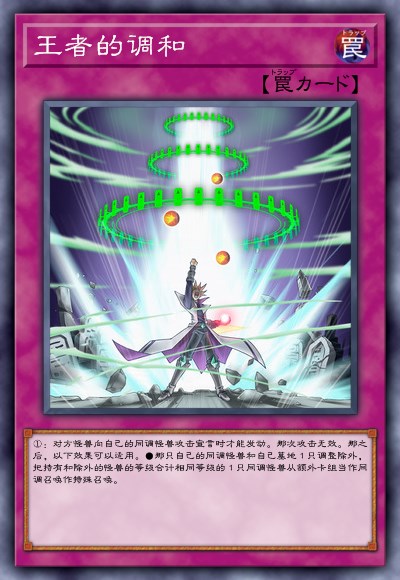 王者的调和
トラップ
罠
トラップ
【罠カード】
①：对方怪兽向自己的同调怪兽攻击宣言时才能发动。那次攻击无效。那之
后，以下效果可以适用。●那只自己的同调怪兽和自己墓地1只调整除外，
把持有和除外的怪兽的等级合计相同等级的1只同调怪兽从额外卡组当作同
调召唤作特殊召唤。